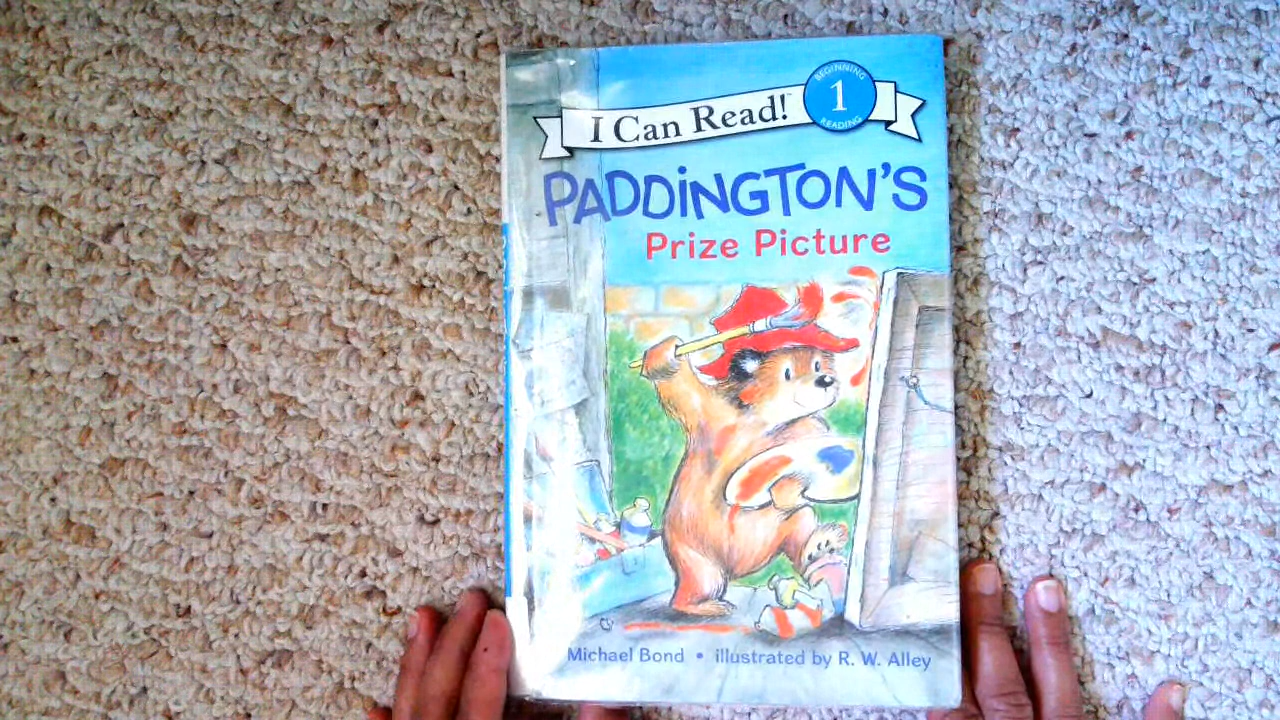 I Can Read!
BEGINNING
1
READING
PADDiNGTON'S
Prize Picture
Michael Bond • illustrated by R. W. Alley